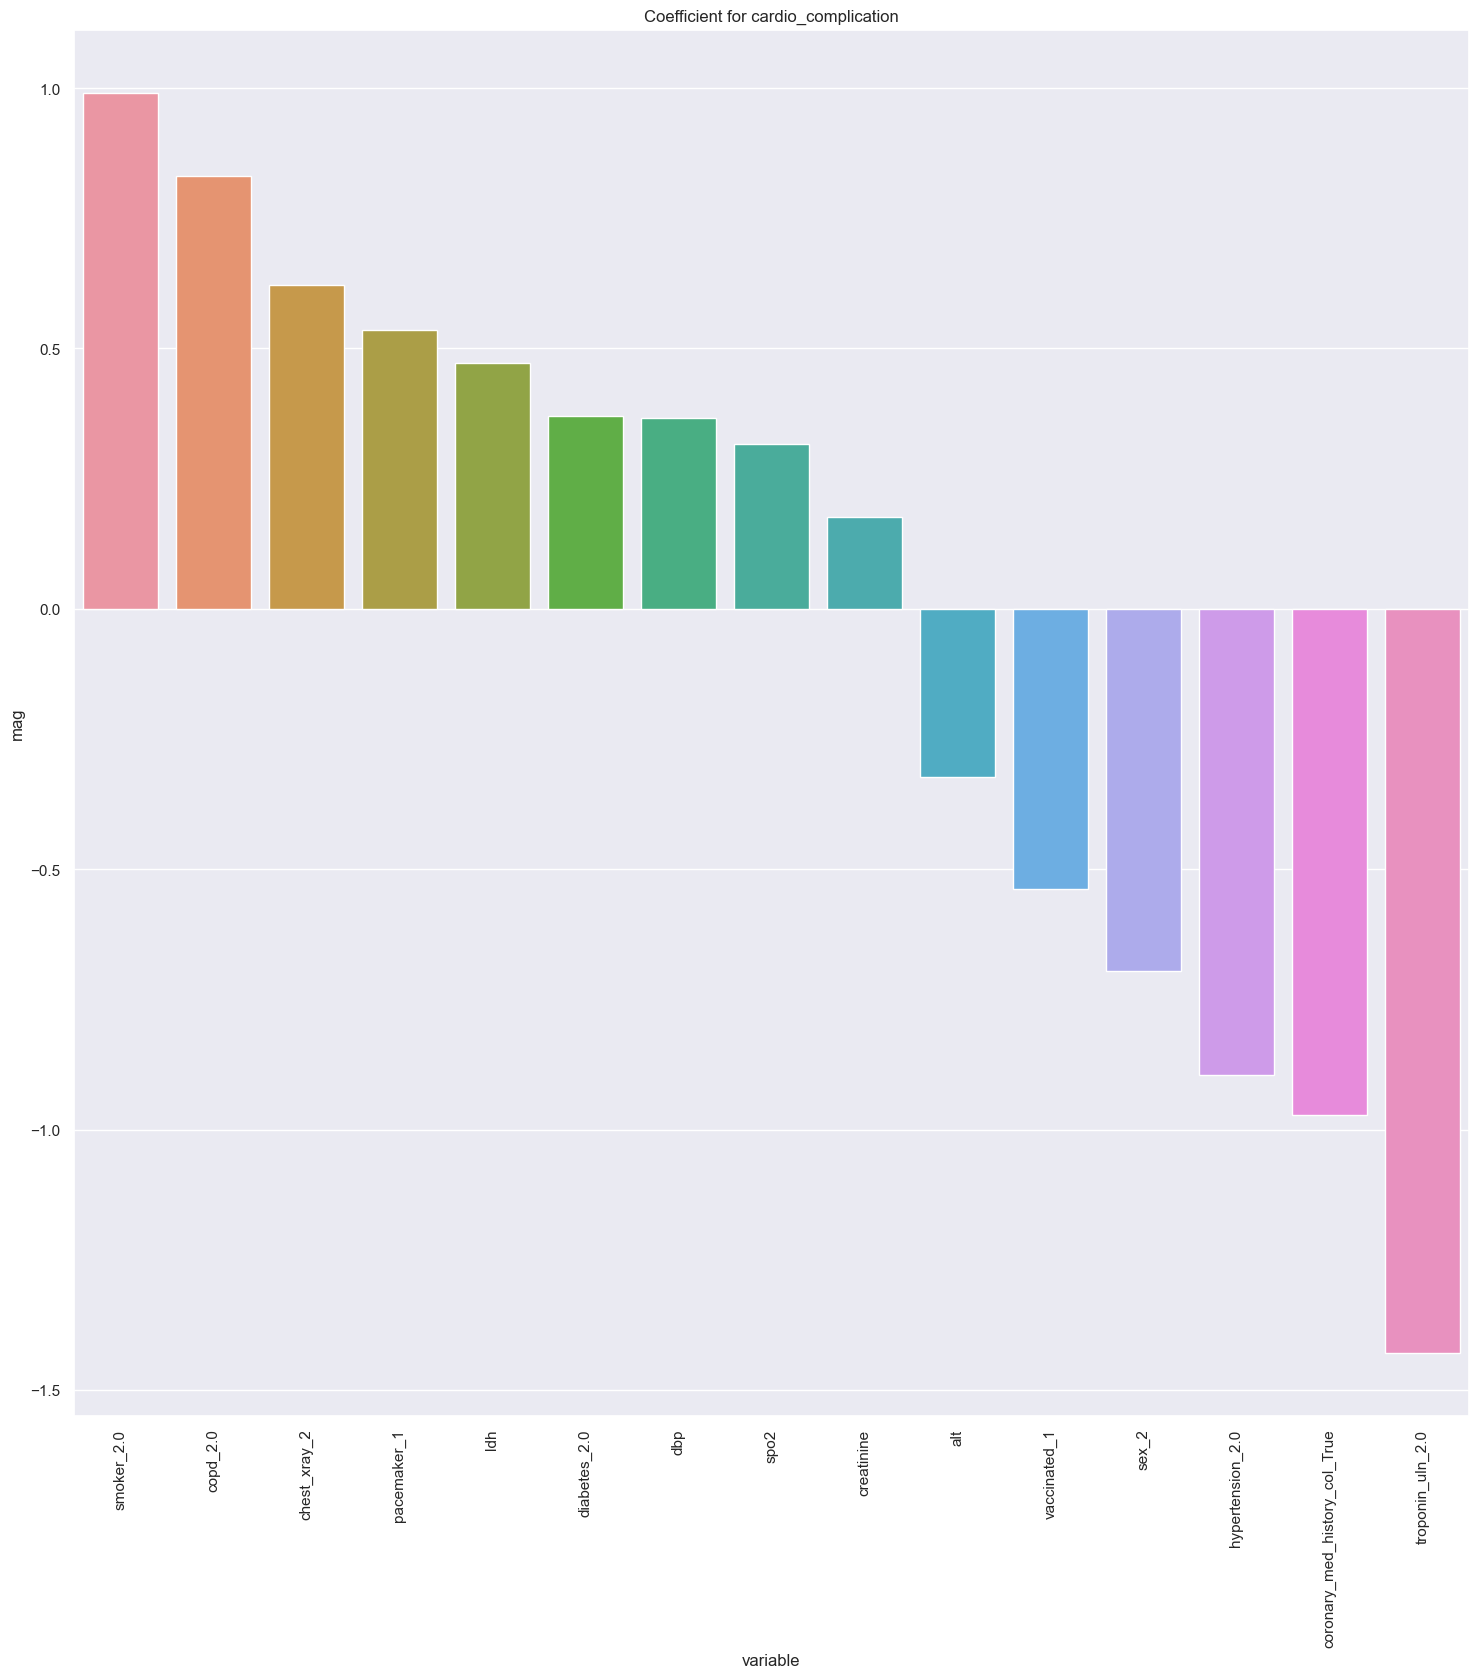 Coefficient for cardio_complication
1.0
0.5
0.0
−0.5
−1.0
−1.5
mag
smoker_2.0
copd_2.0
chest_xray_2
pacemaker_1
ldh
diabetes_2.0
dbp
spo2
creatinine
alt
vaccinated_1
sex_2
hypertension_2.0
coronary_med_history_col_True
troponin_uln_2.0
variable